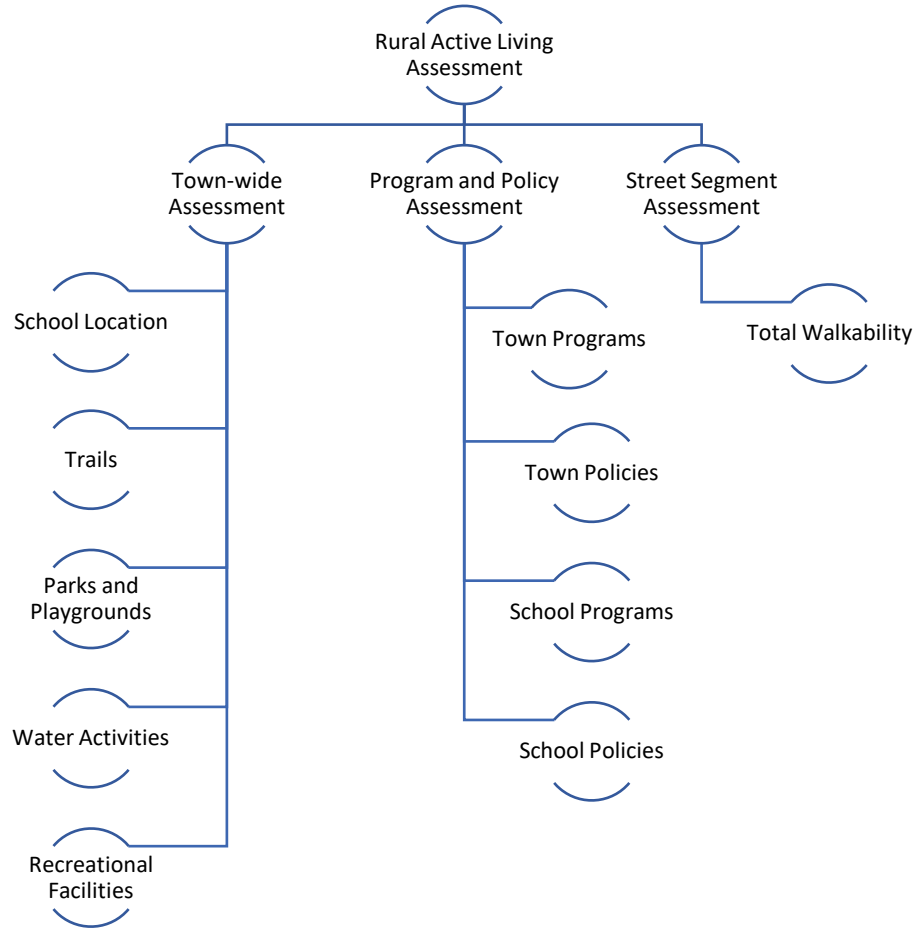 Rural Active Living
Assessment
Town-wide
Assessment
Program and Policy
Assessment
Street Segment
Assessment
School Location
Trails
Parks and
Playgrounds
Water Activities
Recreational
Facilities
Town Programs
Town Policies
School Programs
School Policies
Total Walkability